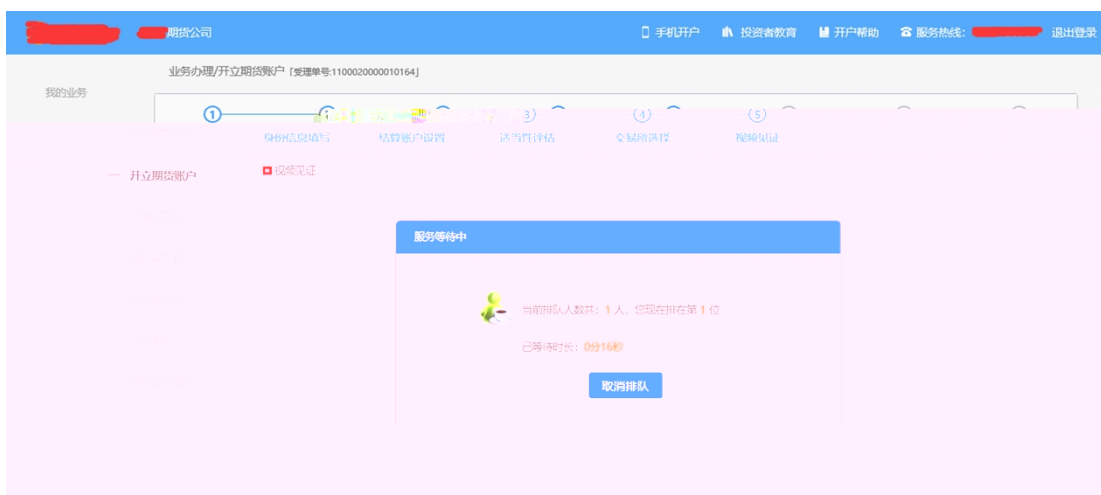 期货公司
手机开户 投资者教育 开户帮助 服务热线: 退出登录
业务办理/开立期货账户「受理单号:1100020000010164」
我的业务
1
3 4 5
身份信息填写 结算账户设置 适当性评估 交易所选择 视频见证
开立期货账户
视频见证
服务等待中
当前排队人数共: 1 人, 您现在排在第 1 位
已等待时长: 0分16秒
取消排队